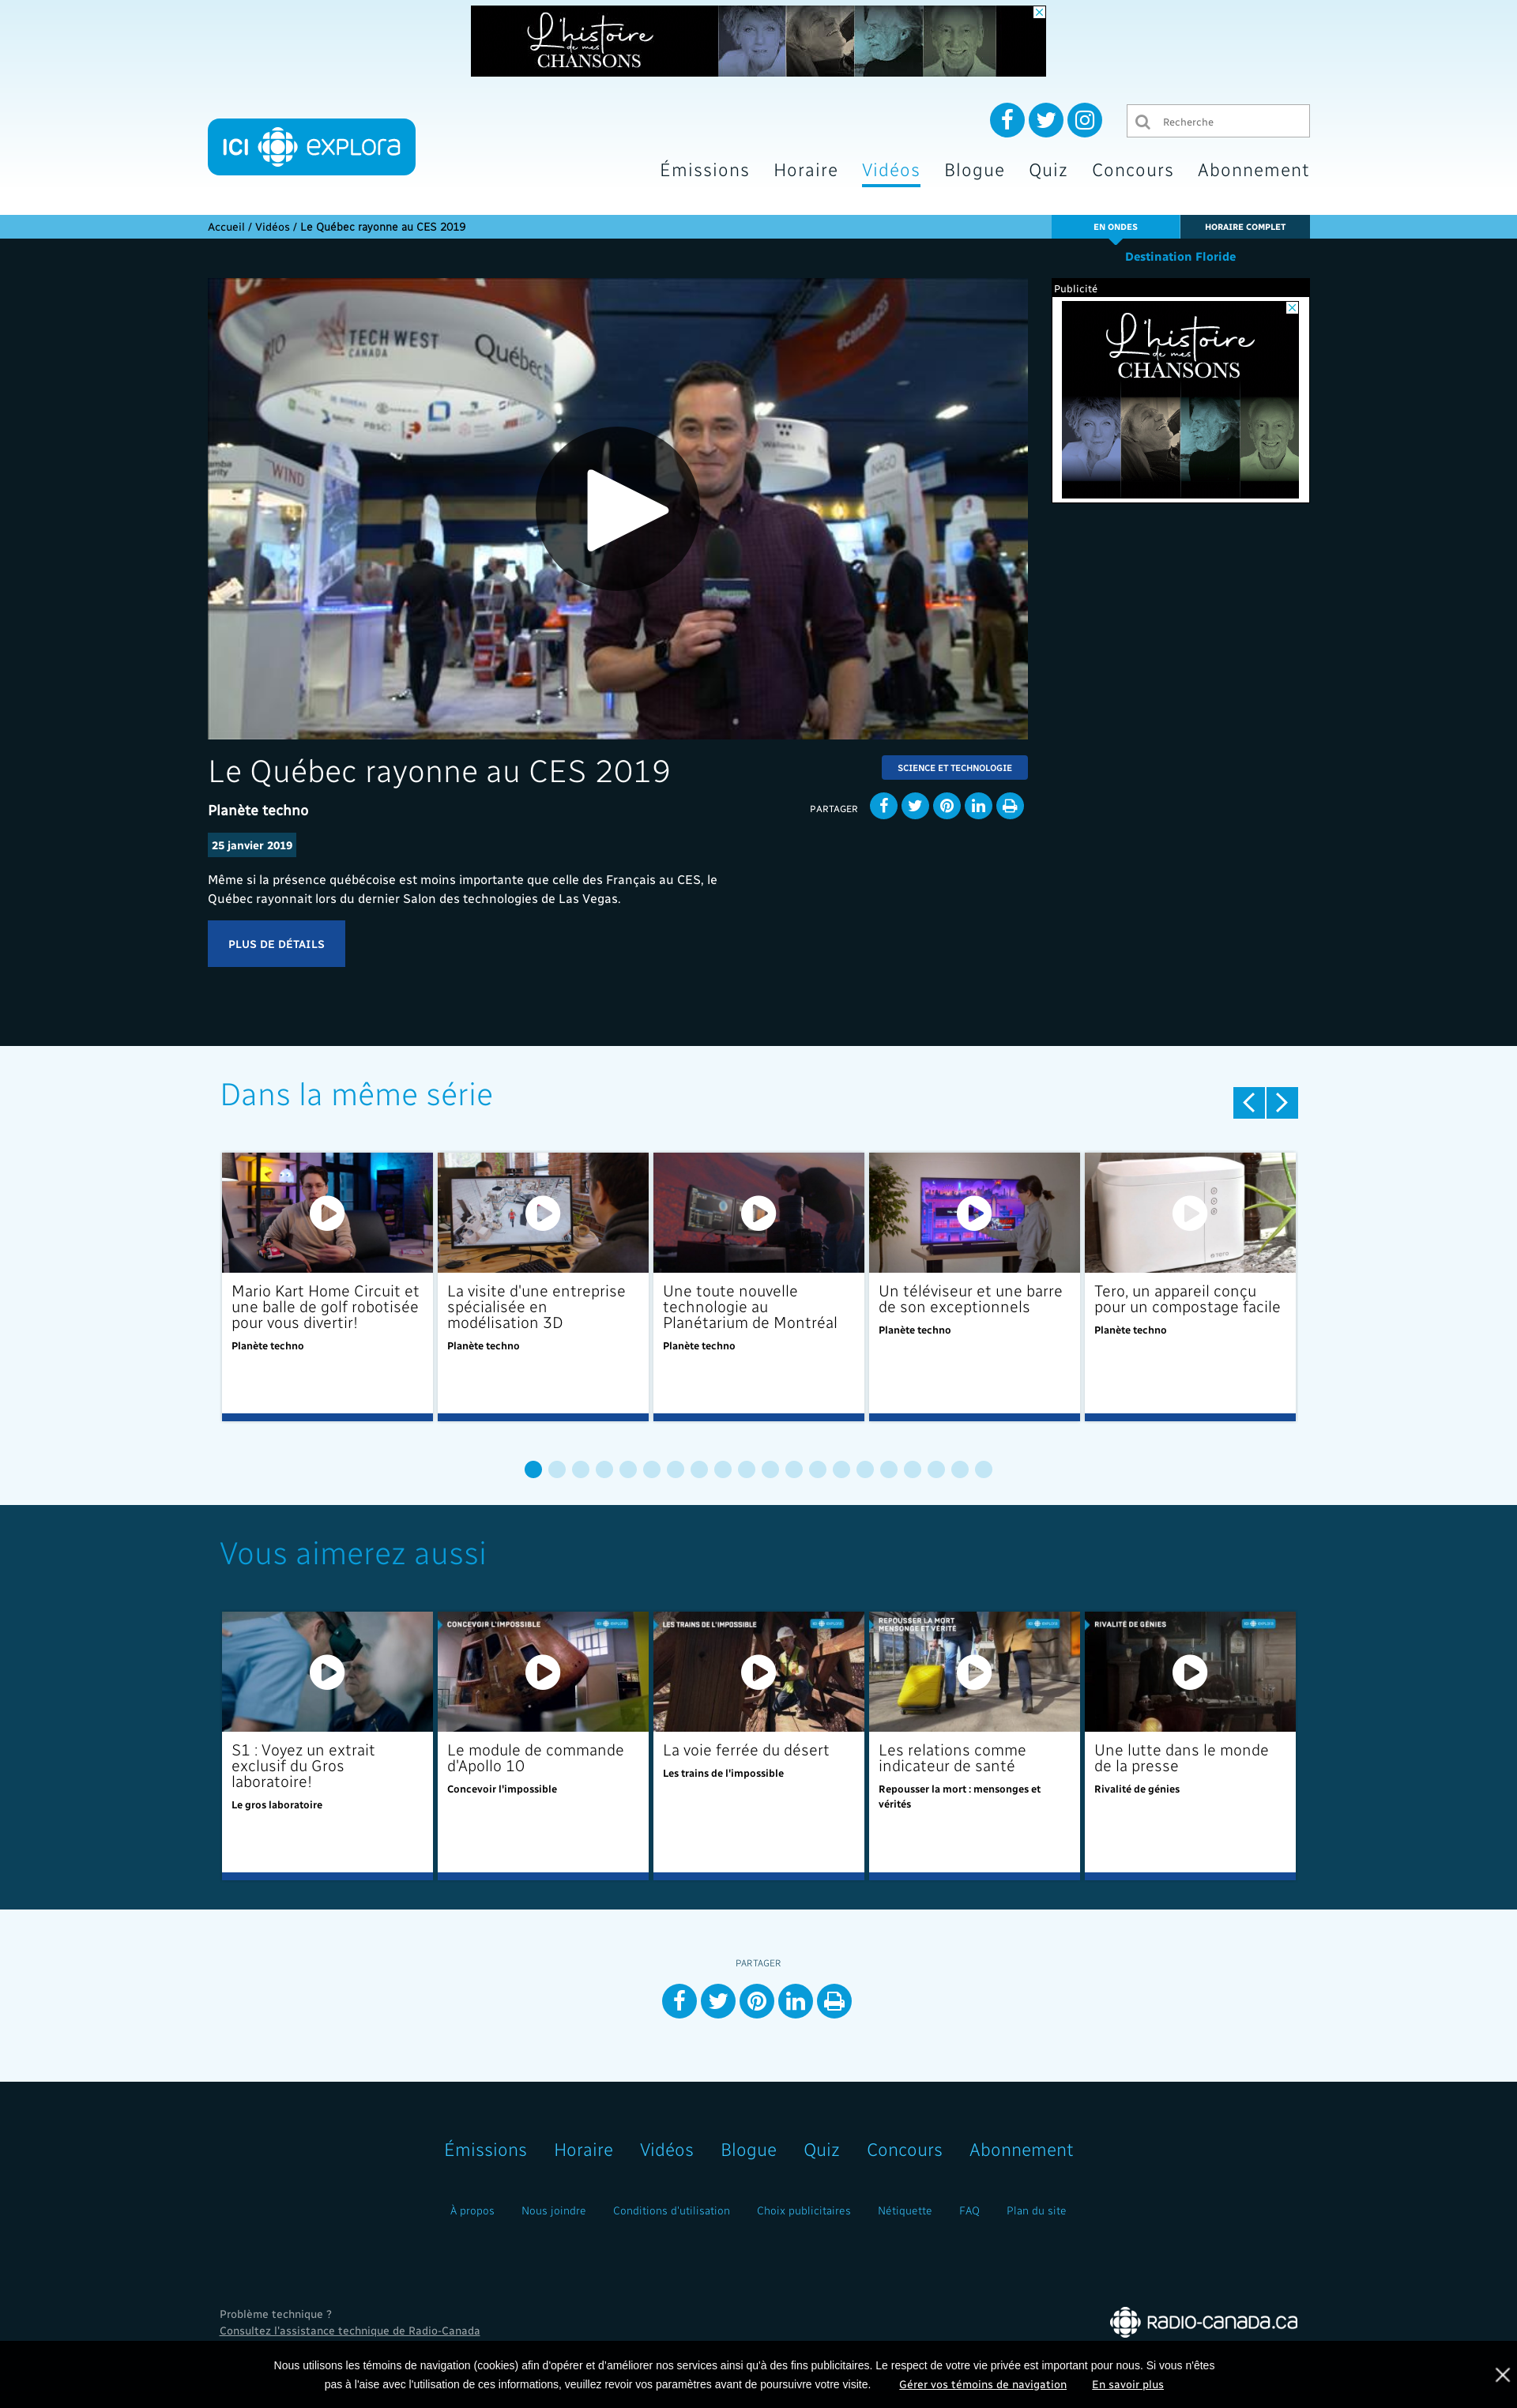 L'histoire
de mes
CHANSONS
ICI explora
Recherche
Émissions Horaire Vidéos Blogue Quiz Concours Abonnement
Accueil / Vidéos / Le Québec rayonne au CES 2019
EN ONDES HORAIRE COMPLET
Destination Floride
TECH WEST
CANADA
Québec
#CanadaCES
WIND
Publicité
L'histoire
de mes
CHANSONS
Le Québec rayonne au CES 2019
SCIENCE ET TECHNOLOGIE
Planète techno
PARTAGER
25 janvier 2019
Même si la présence québécoise est moins importante que celle des Français au CES, le
Québec rayonnait lors du dernier Salon des technologies de Las Vegas.
PLUS DE DÉTAILS
Dans la même série
Mario Kart Home Circuit et
une balle de golf robotisée
pour vous divertir!
Planète techno
La visite d'une entreprise
spécialisée en
modélisation 3D
Planète techno
Une toute nouvelle
technologie au
Planétarium de Montréal
Planète techno
Un téléviseur et une barre
de son exceptionnels
Planète techno
Tero, un appareil conçu
pour un compostage facile
Planète techno
Vous aimerez aussi
S1 : Voyez un extrait
exclusif du Gros
laboratoire!
Le gros laboratoire
CONCEVOIR L'IMPOSSIBLE
Le module de commande
d'Apollo 10
Concevoir l'impossible
LES TRAINS DE L'IMPOSSIBLE
La voie ferrée du désert
Les trains de l'impossible
REPOUSSER LA MORT
MENSONGE ET VÉRITÉ
Les relations comme
indicateur de santé
Repousser la mort : mensonges et
vérités
RIVALITÉ DE GÉNIES
Une lutte dans le monde
de la presse
Rivalité de génies
PARTAGER
Émissions Horaire Vidéos Blogue Quiz Concours Abonnement
À propos Nous joindre Conditions d'utilisation Choix publicitaires Nétiquette FAQ Plan du site
Problème technique ?
Consultez l'assistance technique de Radio-Canada
RADIO-CANADA.CA
Nous utilisons les témoins de navigation (cookies) afin d'opérer et d'améliorer nos services ainsi qu'à des fins publicitaires. Le respect de votre vie privée est important pour nous. Si vous n'êtes
pas à l'aise avec l'utilisation de ces informations, veuillez revoir vos paramètres avant de poursuivre votre visite. Gérer vos témoins de navigation En savoir plus